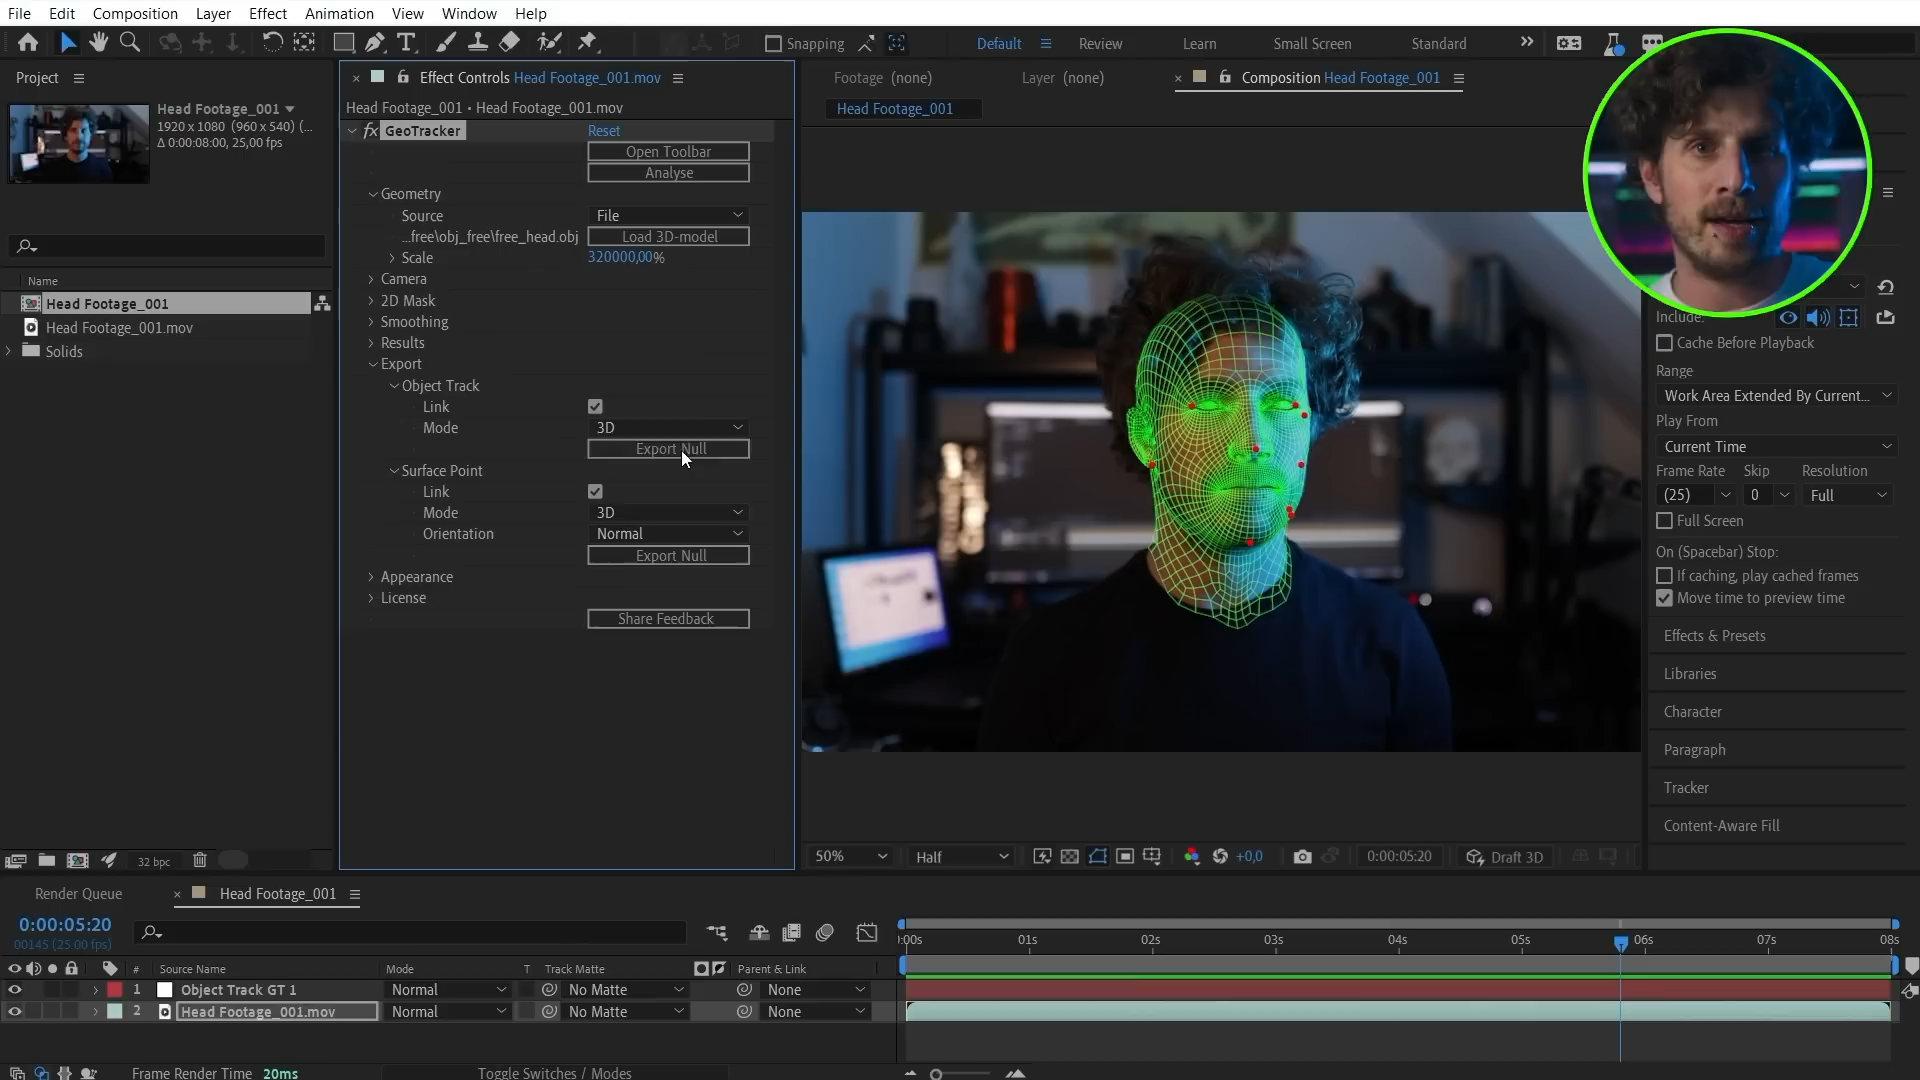 File Edit Composition Layer Effect Animation View Window Help
Snapping Default Review Learn Small Screen Standard
Project
Effect Controls Head Footage_001.mov
Footage (none) Layer (none) Composition Head Footage_001
Head Footage_001
1920 x 1080 (960 x 540) (...
Δ 0:00:08:00, 25,00 fps
Head Footage_001 • Head Footage_001.mov
Head Footage_001
fx GeoTracker Reset
Open Toolbar
Analyse
Geometry
Source File
...free\obj_free\free_head.obj Load 3D-model
Scale 320000,00%
Camera
2D Mask
Smoothing
Results
Export
Object Track
Link
Mode 3D
Export Null
Surface Point
Link
Mode 3D
Orientation Normal
Export Null
Appearance
License
Share Feedback
Name
Head Footage_001
Head Footage_001.mov
Solids
32 bpc
Include:
Cache Before Playback
Range
Work Area Extended By Current...
Play From
Current Time
Frame Rate Skip Resolution
(25) 0 Full
Full Screen
On (Spacebar) Stop:
If caching, play cached frames
Move time to preview time
Effects & Presets
Libraries
Character
Paragraph
Tracker
Content-Aware Fill
50% Half +0,0 0:00:05:20 Draft 3D
Render Queue Head Footage_001
0:00:05:20
00145 (25.00 fps)
:00s 01s 02s 03s 04s 05s 06s 07s 08s
# Source Name Mode T Track Matte Parent & Link
1 Object Track GT 1 Normal No Matte None
2 Head Footage_001.mov Normal No Matte None
Frame Render Time 20ms Toggle Switches / Modes